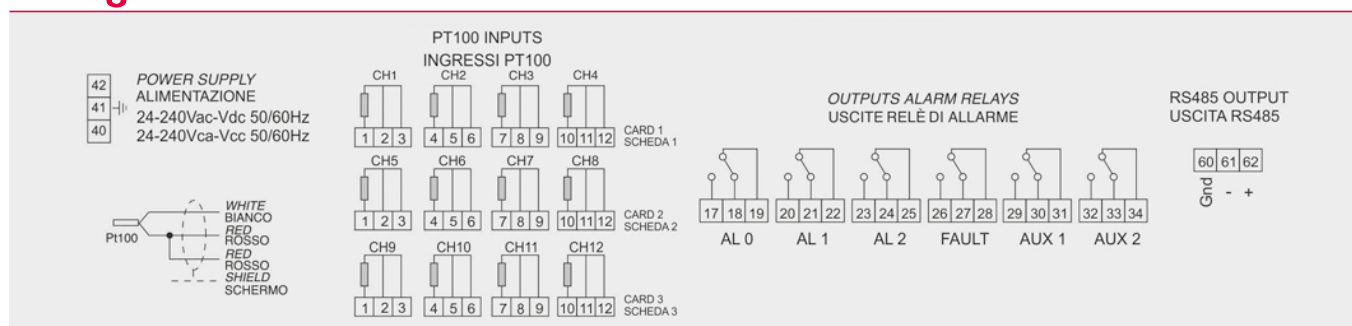 42
41
40
POWER SUPPLY
ALIMENTAZIONE
24-240Vac-Vdc 50/60Hz
24-240Vca-Vcc 50/60Hz
Pt100
WHITE
BIANCO
RED
ROSSO
RED
ROSSO
SHIELD
SCHERMO
PT100 INPUTS
INGRESSI PT100
CH1 CH2 CH3 CH4
1 2 3 4 5 6 7 8 9 10 11 12
CARD 1
SCHEDA 1
CH5 CH6 CH7 CH8
1 2 3 4 5 6 7 8 9 10 11 12
CARD 2
SCHEDA 2
CH9 CH10 CH11 CH12
1 2 3 4 5 6 7 8 9 10 11 12
CARD 3
SCHEDA 3
OUTPUTS ALARM RELAYS
USCITE RELÈ DI ALLARME
17 18 19 20 21 22 23 24 25 26 27 28 29 30 31 32 33 34
AL 0 AL 1 AL 2 FAULT AUX 1 AUX 2
RS485 OUTPUT
USCITA RS485
60 61 62
Gnd - +